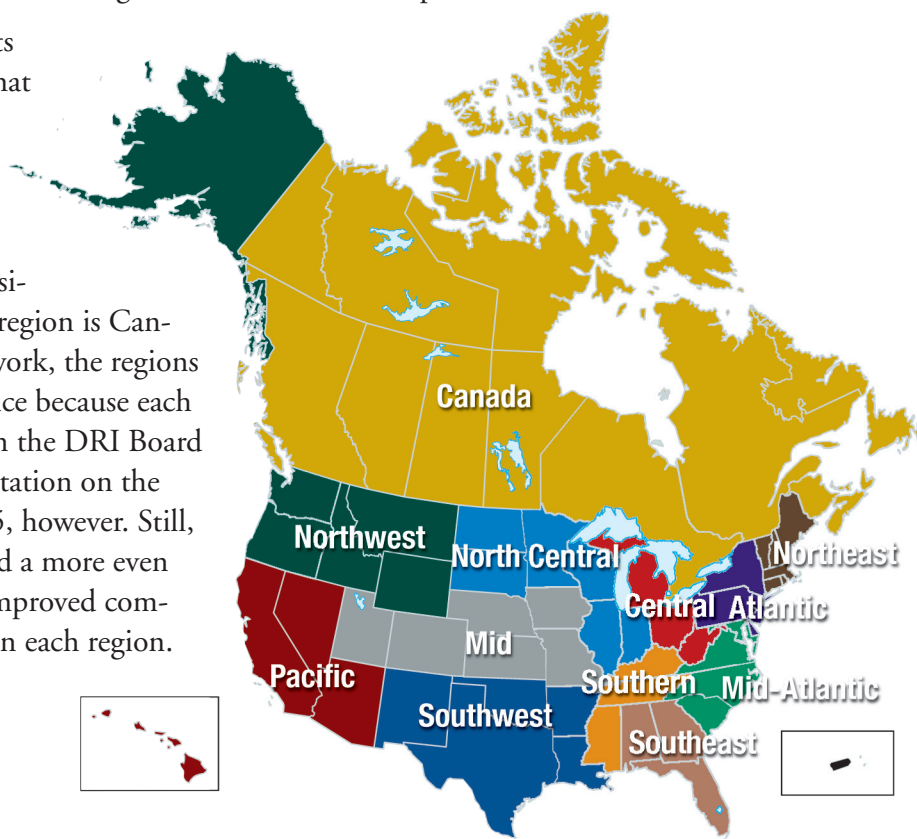 ts
hat
si-
region is Can-
work, the regions
nce because each
n the DRI Board
tation on the
, however. Still,
d a more even
mproved com-
n each region.
Canada
Northwest
North Central
Northeast
Central
Atlantic
Mid
Pacific
Southern
Mid-Atlantic
Southwest
Southeast